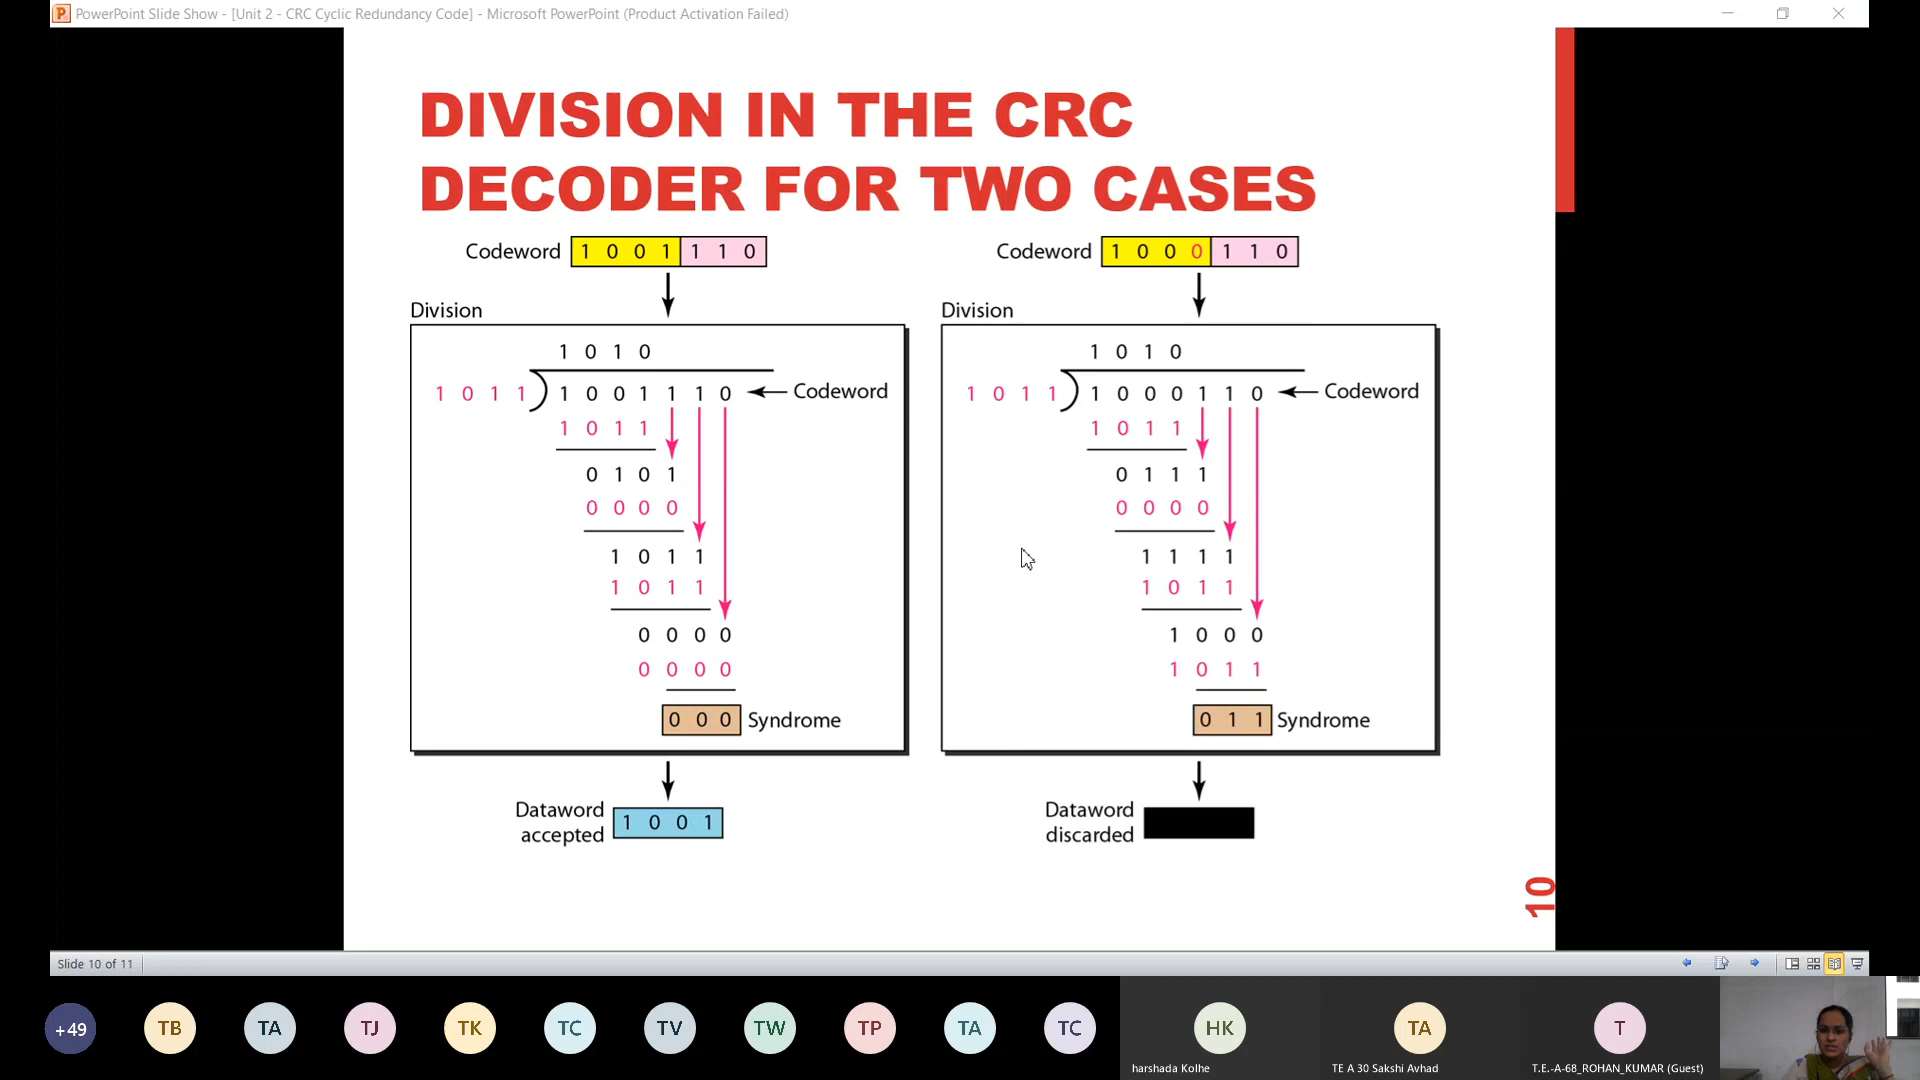 PowerPoint Slide Show - [Unit 2 - CRC Cyclic Redundancy Code] - Microsoft PowerPoint (Product Activation Failed)
DIVISION IN THE CRC
DECODER FOR TWO CASES
Codeword 1 0 0 1 1 1 0
Division
1 0 1 0
1 0 1 1 1 0 0 1 1 1 0 Codeword
1 0 1 1
0 1 0 1
0 0 0 0
1 0 1 1
1 0 1 1
0 0 0 0
0 0 0 0
0 0 0 Syndrome
Dataword
accepted 1 0 0 1
Codeword 1 0 0 0 1 1 0
Division
1 0 1 0
1 0 1 1 1 0 0 0 1 1 0 Codeword
1 0 1 1
0 1 1 1
0 0 0 0
1 1 1 1
1 0 1 1
1 0 0 0
1 0 1 1
0 1 1 Syndrome
Dataword
discarded
10
Slide 10 of 11
+49 TB TA TJ TK TC TV TW TP TA TC HK TA T
harshada Kolhe TE A 30 Sakshi Avhad T.E.-A-68_ROHAN_KUMAR (Guest)